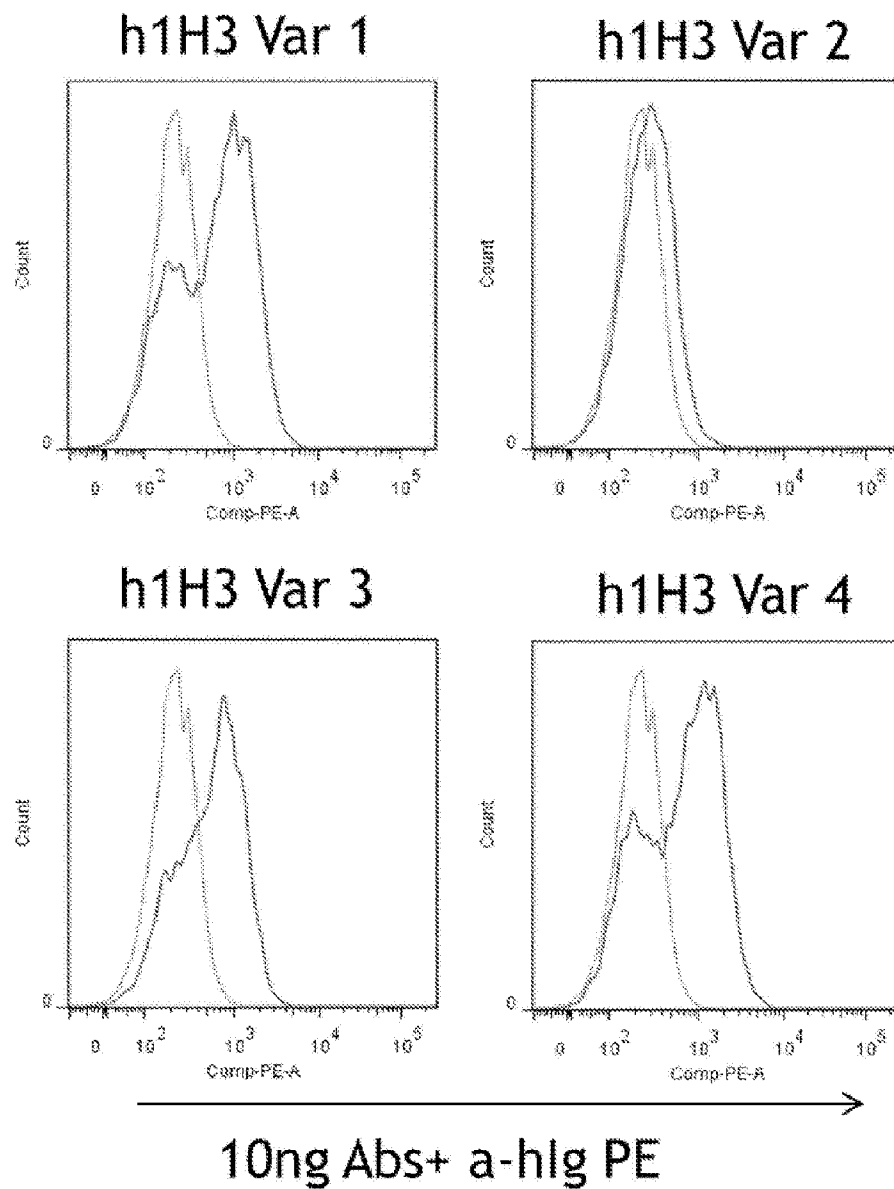 h1H3 Var 1
h1H3 Var 2
Count
0
0 10² 10³ 10⁴ 10⁵
Comp-PE-A
Count
0
0 10² 10³ 10⁴ 10⁵
Comp-PE-A
h1H3 Var 3
h1H3 Var 4
Count
0
0 10² 10³ 10⁴ 10⁵
Comp-PE-A
Count
0
0 10² 10³ 10⁴ 10⁵
Comp-PE-A
10ng Abs+ a-hIg PE